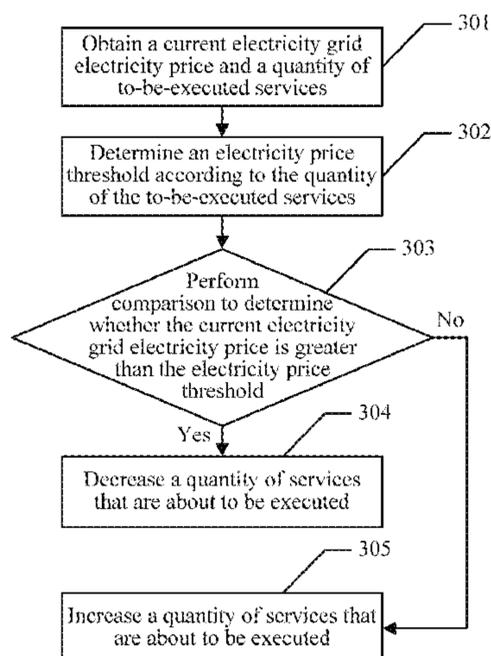 301
Obtain a current electricity grid
electricity price and a quantity of
to-be-executed services
302
Determine an electricity price
threshold according to the quantity
of the to-be-executed services
303
Perform
comparison to determine
whether the current electricity
grid electricity price is greater
than the electricity price
threshold
No
Yes
304
Decrease a quantity of services
that are about to be executed
305
Increase a quantity of services that
are about to be executed